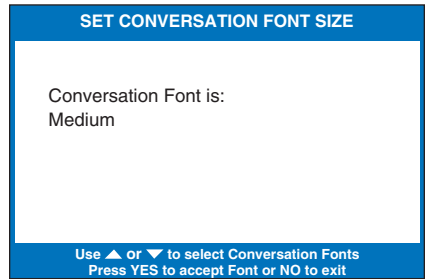 SET CONVERSATION FONT SIZE
Conversation Font is:
Medium
Use ▲ or ▼ to select Conversation Fonts
Press YES to accept Font or NO to exit